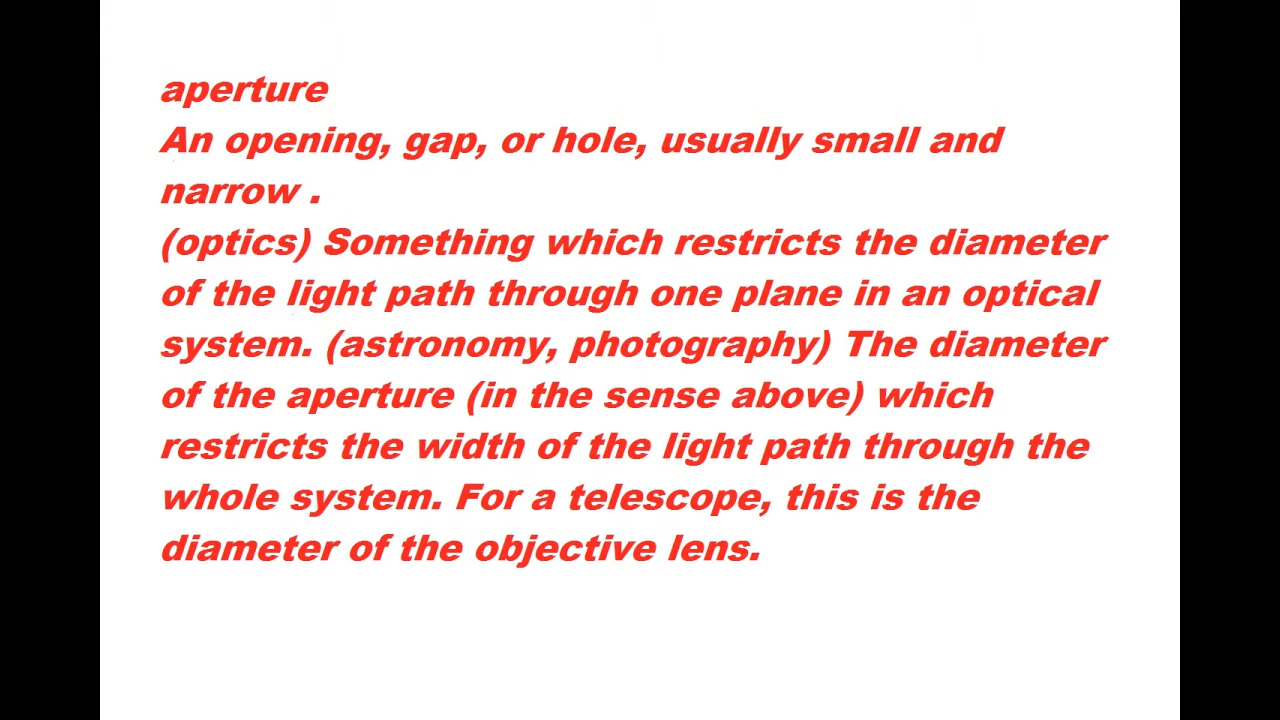 aperture
An opening, gap, or hole, usually small and
narrow .
(optics) Something which restricts the diameter
of the light path through one plane in an optical
system. (astronomy, photography) The diameter
of the aperture (in the sense above) which
restricts the width of the light path through the
whole system. For a telescope, this is the
diameter of the objective lens.